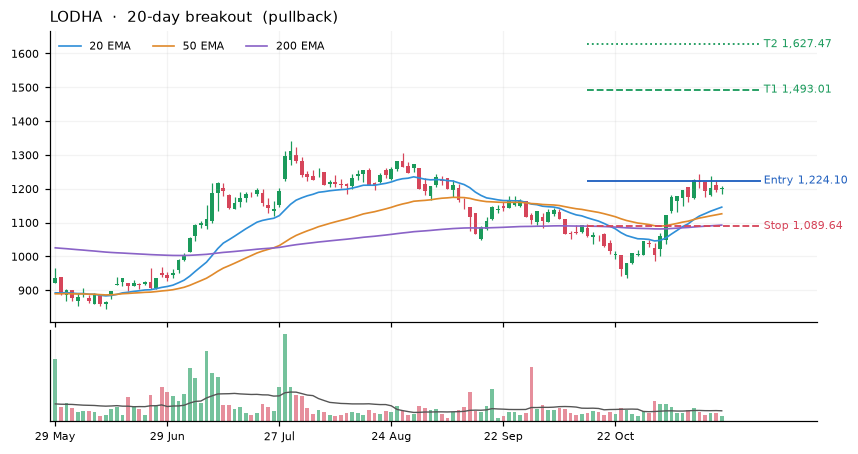 LODHA · 20-day breakout (pullback)
20 EMA 50 EMA 200 EMA
1600
1500
1400
1300
1200
1100
1000
900
T2 1,627.47
T1 1,493.01
Entry 1,224.10
Stop 1,089.64
29 May 29 Jun 27 Jul 24 Aug 22 Sep 22 Oct